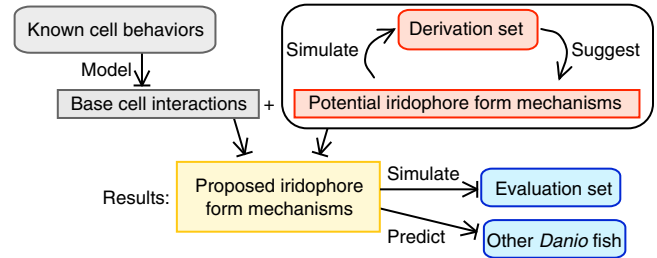 Known cell behaviors
Simulate
Derivation set
Suggest
Model
Base cell interactions
+
Potential iridophore form mechanisms
Results:
Proposed iridophore
form mechanisms
Simulate
Evaluation set
Predict
Other Danio fish